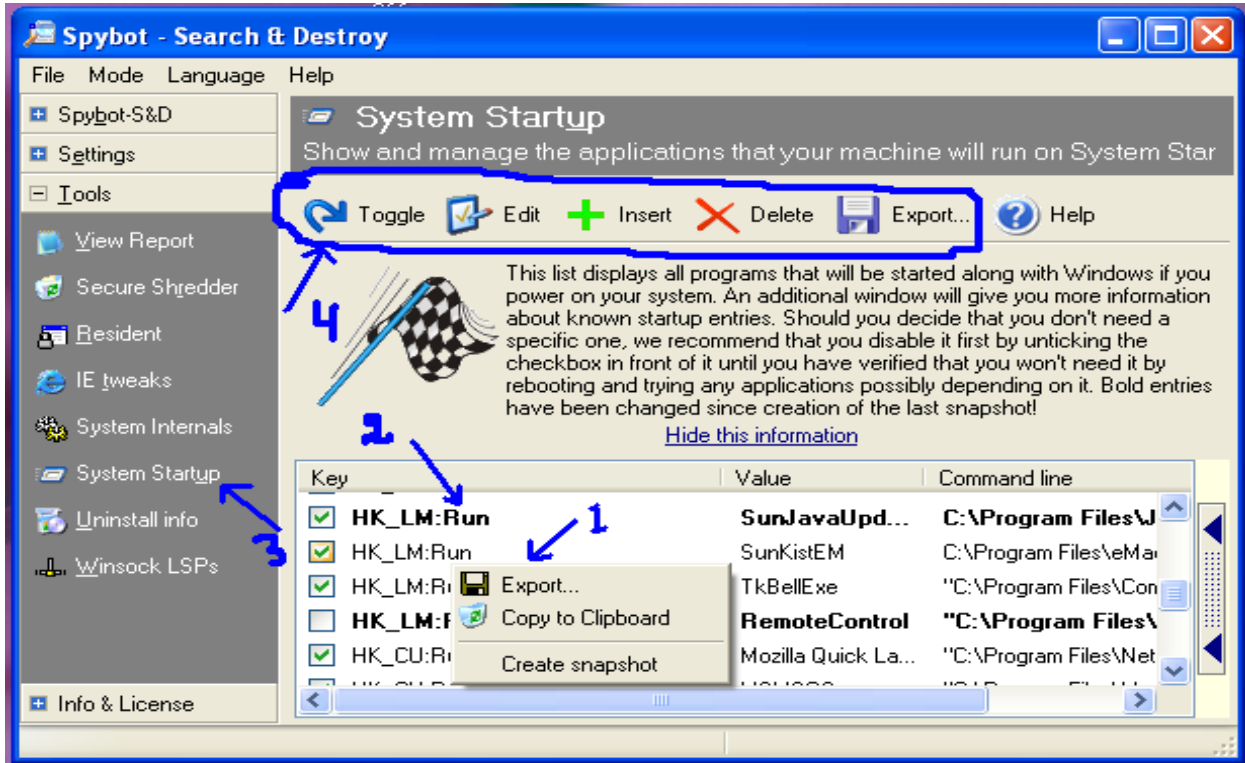 Spybot - Search & Destroy
File Mode Language Help
Spybot-S&D
Settings
Tools
View Report
Secure Shredder
Resident
IE tweaks
System Internals
System Startup
Uninstall info
Winsock LSPs
Info & License
System Startup
Show and manage the applications that your machine will run on System Star
Toggle Edit Insert Delete Export... Help
4
This list displays all programs that will be started along with Windows if you
power on your system. An additional window will give you more information
about known startup entries. Should you decide that you don't need a
specific one, we recommend that you disable it first by unticking the
checkbox in front of it until you have verified that you won't need it by
rebooting and trying any applications possibly depending on it. Bold entries
have been changed since creation of the last snapshot!
Hide this information
2
Key Value Command line
HK_LM:Run SunJavaUpd... C:\Program Files\J
1
3
HK_LM:Run SunKistEM C:\Program Files\eMa
HK_LM:R TkBellExe "C:\Program Files\Con
HK_LM: RemoteControl "C:\Program Files\
HK_CU:R Mozilla Quick La... "C:\Program Files\Net
Export...
Copy to Clipboard
Create snapshot